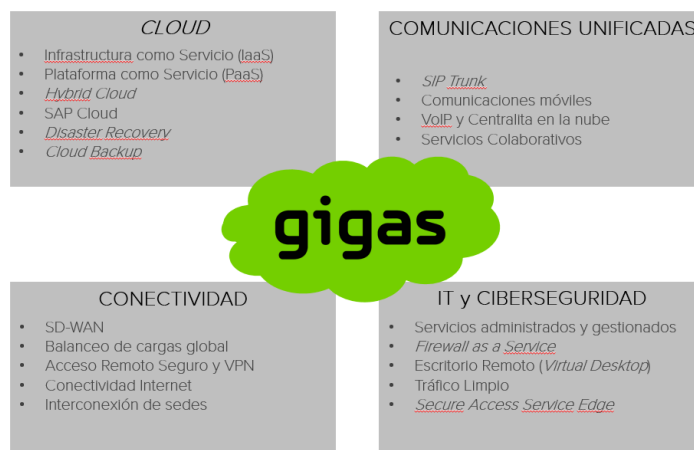 CLOUD
• Infrastructura como Servicio (IaaS)
• Plataforma como Servicio (PaaS)
• Hybrid Cloud
• SAP Cloud
• Disaster Recovery
• Cloud Backup
COMUNICACIONES UNIFICADAS
• SIP Trunk
• Comunicaciones móviles
• VoIP y Centralita en la nube
• Servicios Colaborativos
gigas
CONECTIVIDAD
• SD-WAN
• Balanceo de cargas global
• Acceso Remoto Seguro y VPN
• Conectividad Internet
• Interconexión de sedes
IT y CIBERSEGURIDAD
• Servicios administrados y gestionados
• Firewall as a Service
• Escritorio Remoto (Virtual Desktop)
• Tráfico Limpio
• Secure Access Service Edge